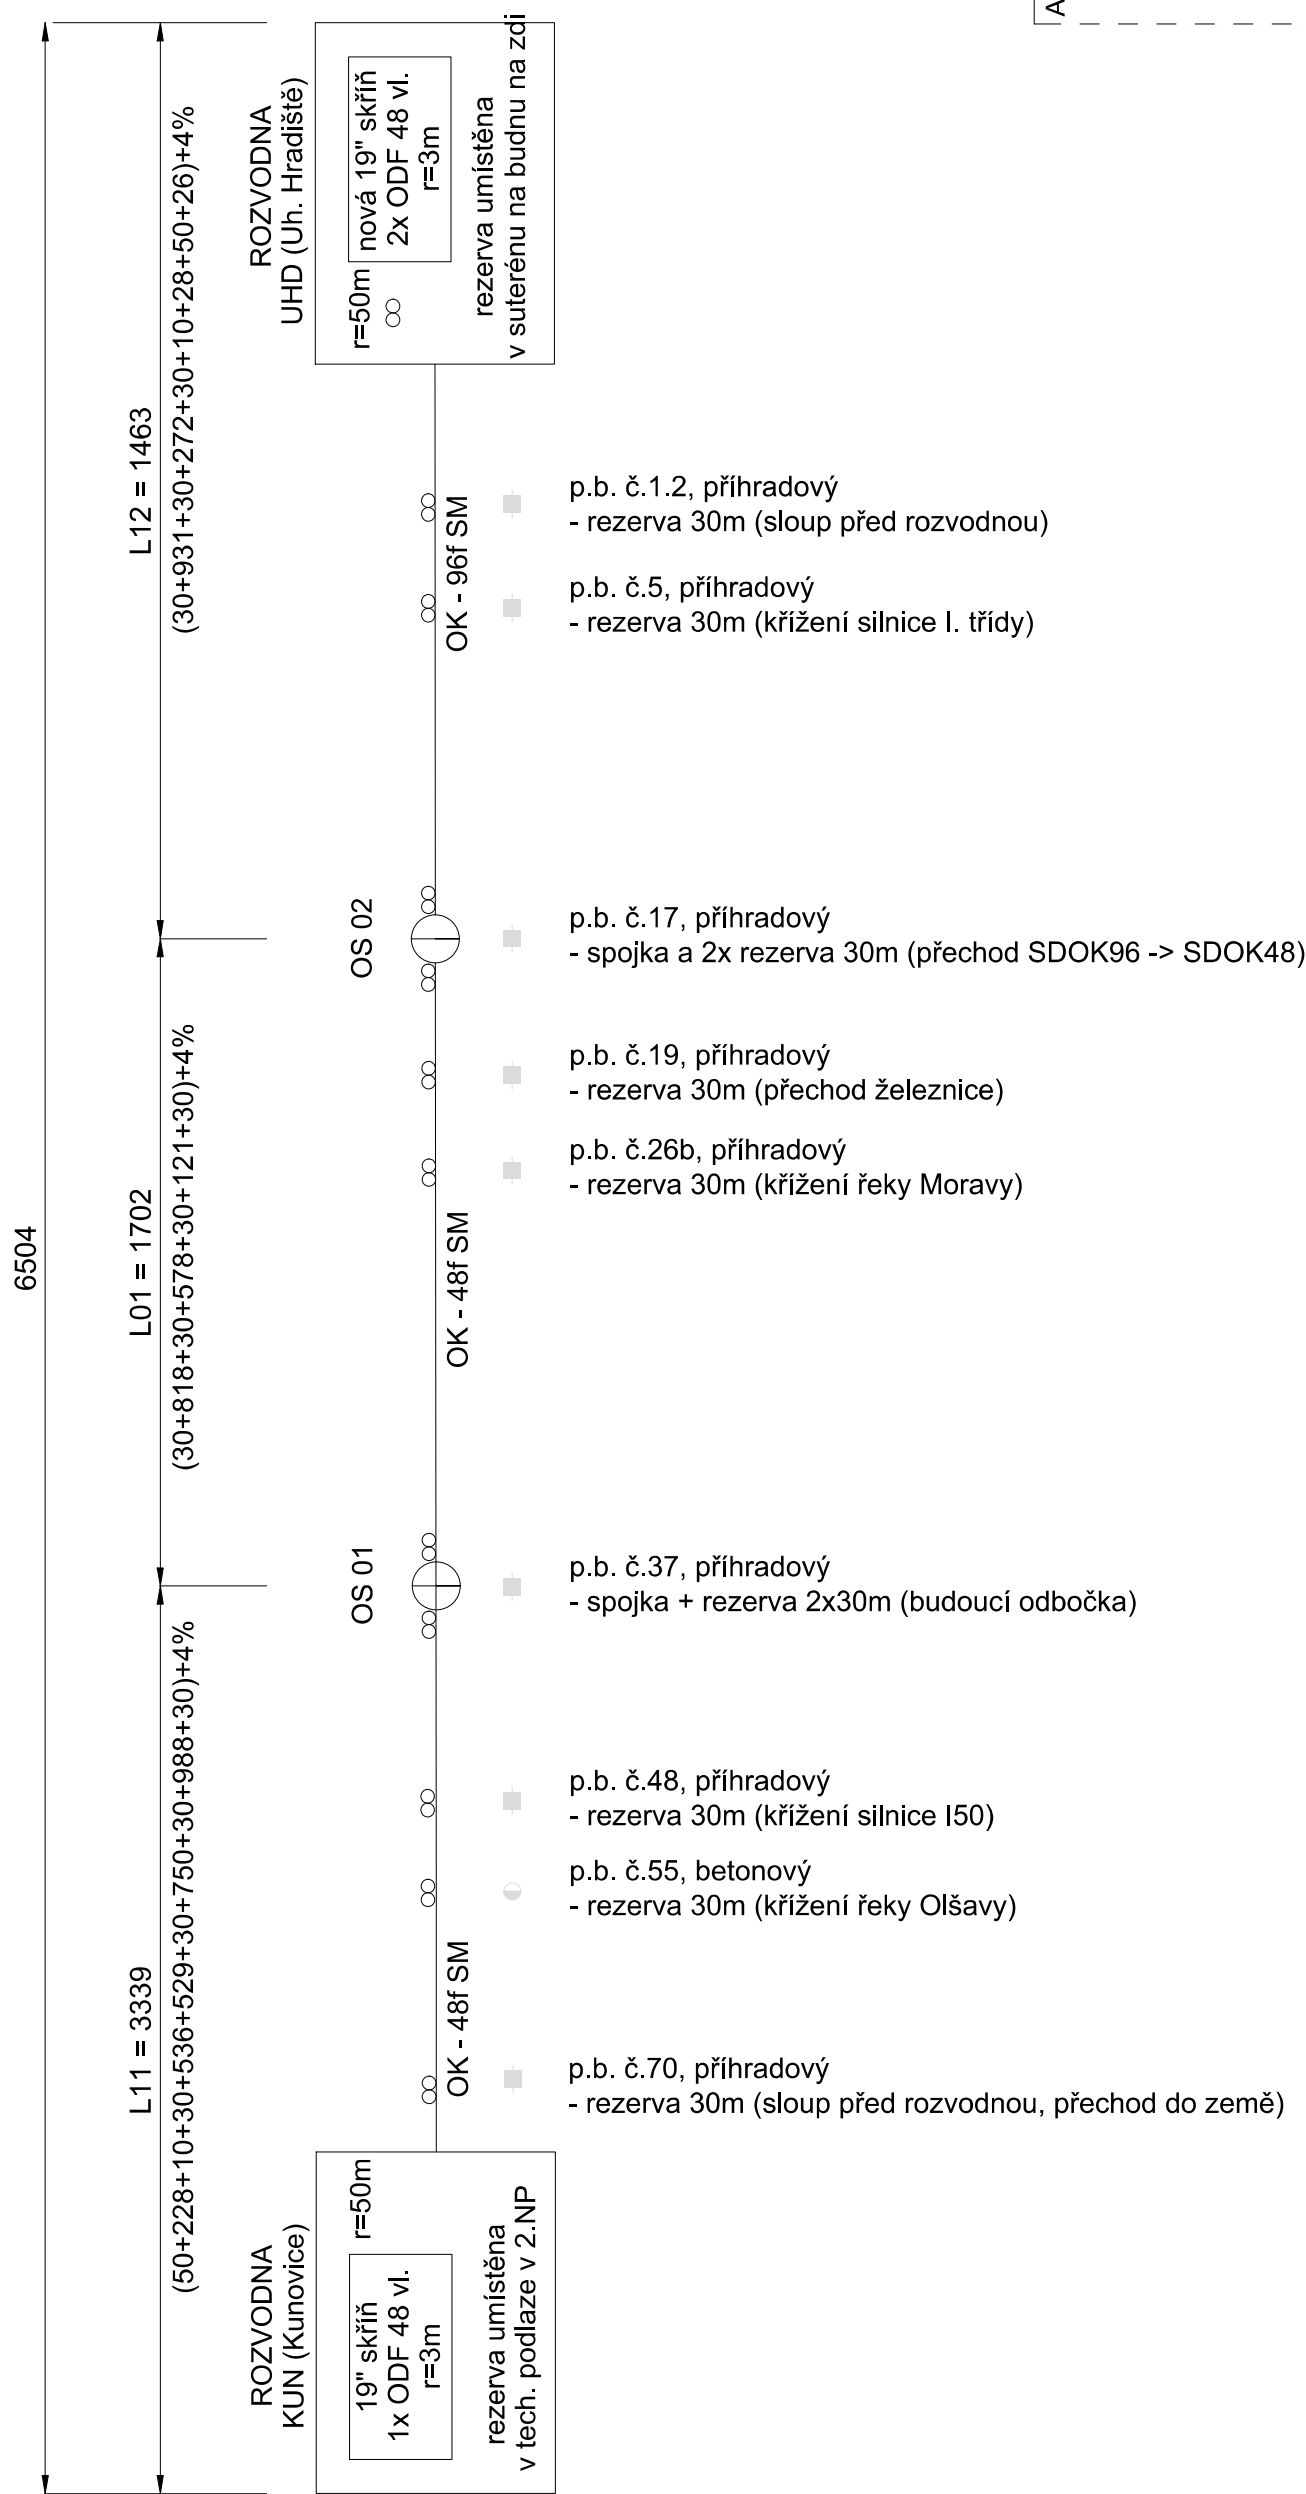 A
6504
L12 = 1463
(30+931+30+272+30+10+28+50+26)+4%
L01 = 1702
(30+818+30+578+30+121+30)+4%
L11 = 3339
(50+228+10+30+536+529+30+750+30+988+30)+4%
ROZVODNA
UHD (Uh. Hradiště)
r=50m
nová 19" skříň
2x ODF 48 vl.
r=3m
rezerva umístěna
v suterénu na budnu na zdi
OK - 96f SM
p.b. č.1.2, příhradový
- rezerva 30m (sloup před rozvodnou)
p.b. č.5, příhradový
- rezerva 30m (křížení silnice I. třídy)
OS 02
p.b. č.17, příhradový
- spojka a 2x rezerva 30m (přechod SDOK96 -> SDOK48)
p.b. č.19, příhradový
- rezerva 30m (přechod železnice)
p.b. č.26b, příhradový
- rezerva 30m (křížení řeky Moravy)
OK - 48f SM
OS 01
p.b. č.37, příhradový
- spojka + rezerva 2x30m (budoucí odbočka)
p.b. č.48, příhradový
- rezerva 30m (křížení silnice I50)
p.b. č.55, betonový
- rezerva 30m (křížení řeky Olšavy)
OK - 48f SM
p.b. č.70, příhradový
- rezerva 30m (sloup před rozvodnou, přechod do země)
ROZVODNA
KUN (Kunovice)
r=50m
19" skříň
1x ODF 48 vl.
r=3m
rezerva umístěna
v tech. podlaze v 2.NP